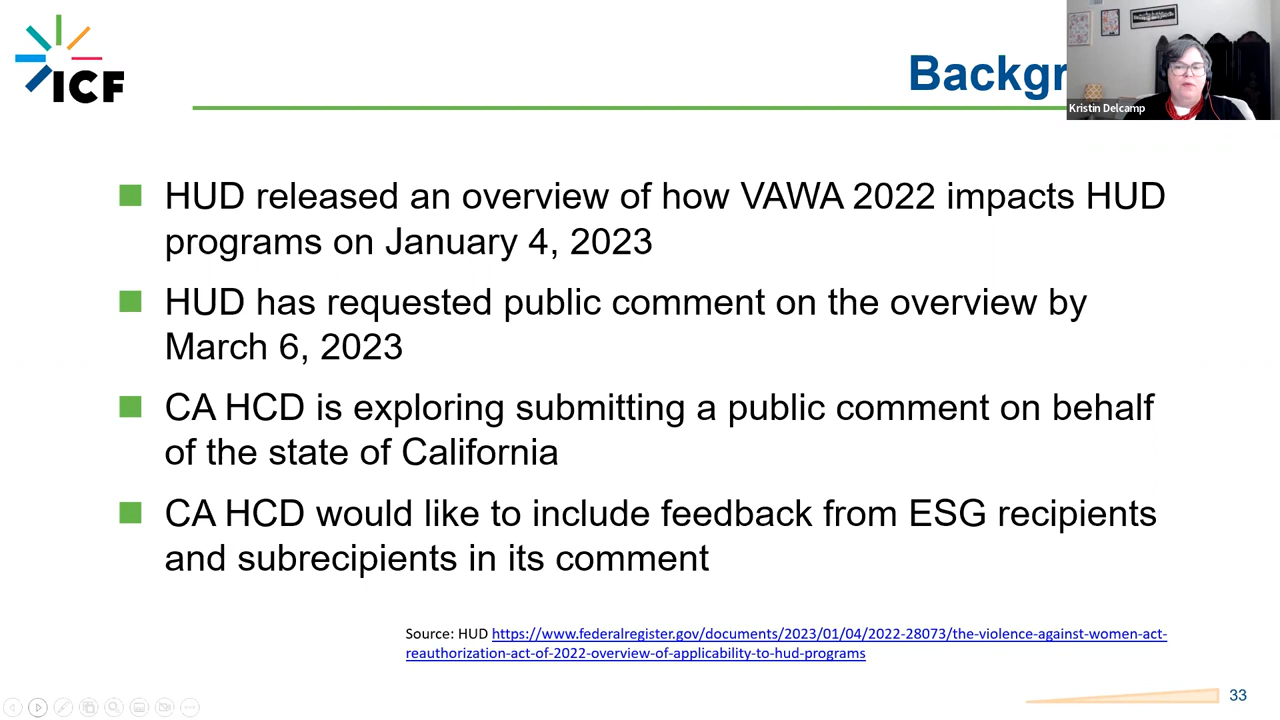 ICF
Backgr
Kristin Delcamp
HUD released an overview of how VAWA 2022 impacts HUD
programs on January 4, 2023
HUD has requested public comment on the overview by
March 6, 2023
CA HCD is exploring submitting a public comment on behalf
of the state of California
CA HCD would like to include feedback from ESG recipients
and subrecipients in its comment
Source: HUD https://www.federalregister.gov/documents/2023/01/04/2022-28073/the-violence-against-women-act-
reauthorization-act-of-2022-overview-of-applicability-to-hud-programs
33